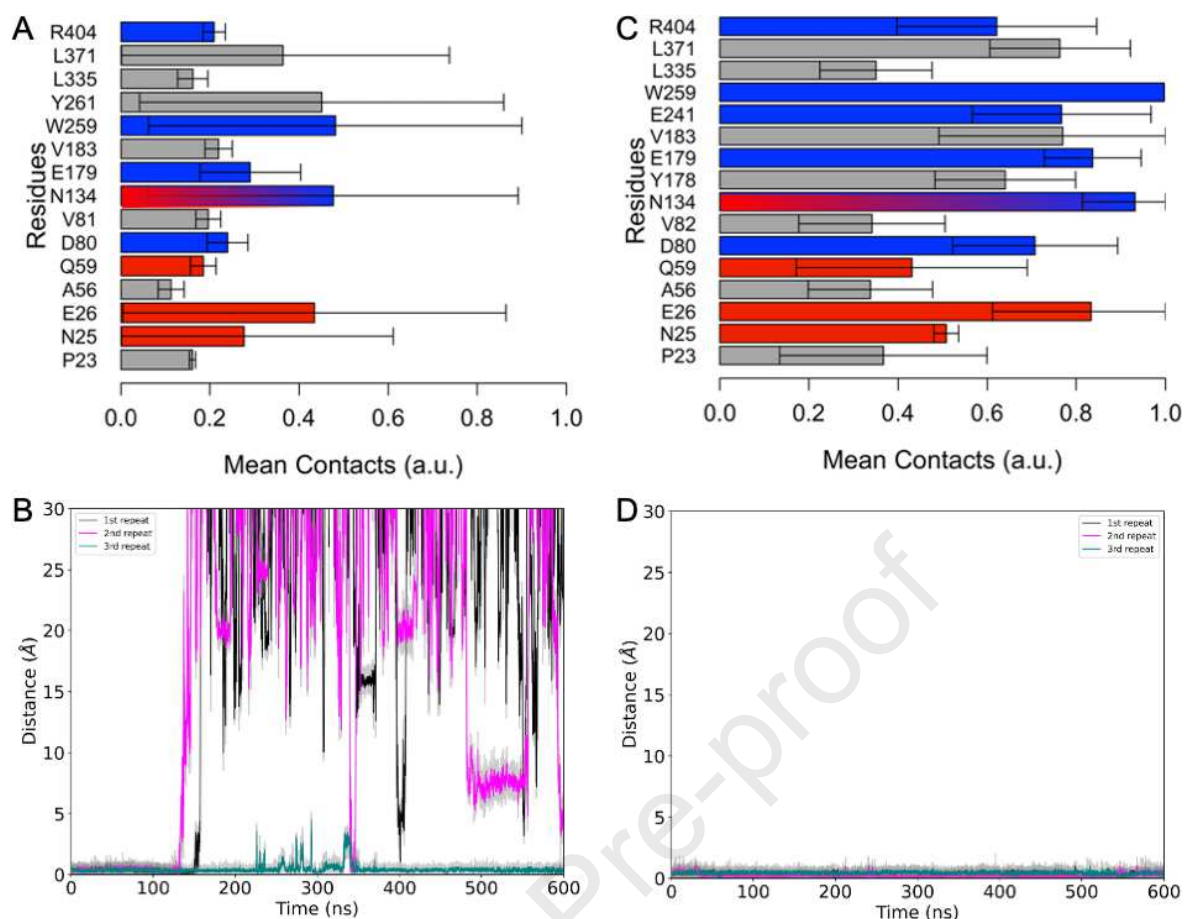 A
R404
L371
L335
Y261
W259
V183
E179
N134
V81
D80
Q59
A56
E26
N25
P23
Residues
0.0 0.2 0.4 0.6 0.8 1.0
Mean Contacts (a.u.)
C
R404
L371
L335
W259
E241
V183
E179
Y178
N134
V82
D80
Q59
A56
E26
N25
P23
Residues
0.0 0.2 0.4 0.6 0.8 1.0
Mean Contacts (a.u.)
B
30
25
20
15
10
5
0
Distance (Å)
1st repeat
2nd repeat
3rd repeat
0 100 200 300 400 500 600
Time (ns)
D
30
25
20
15
10
5
0
Distance (Å)
1st repeat
2nd repeat
3rd repeat
0 100 200 300 400 500 600
Time (ns)
Pre-proof